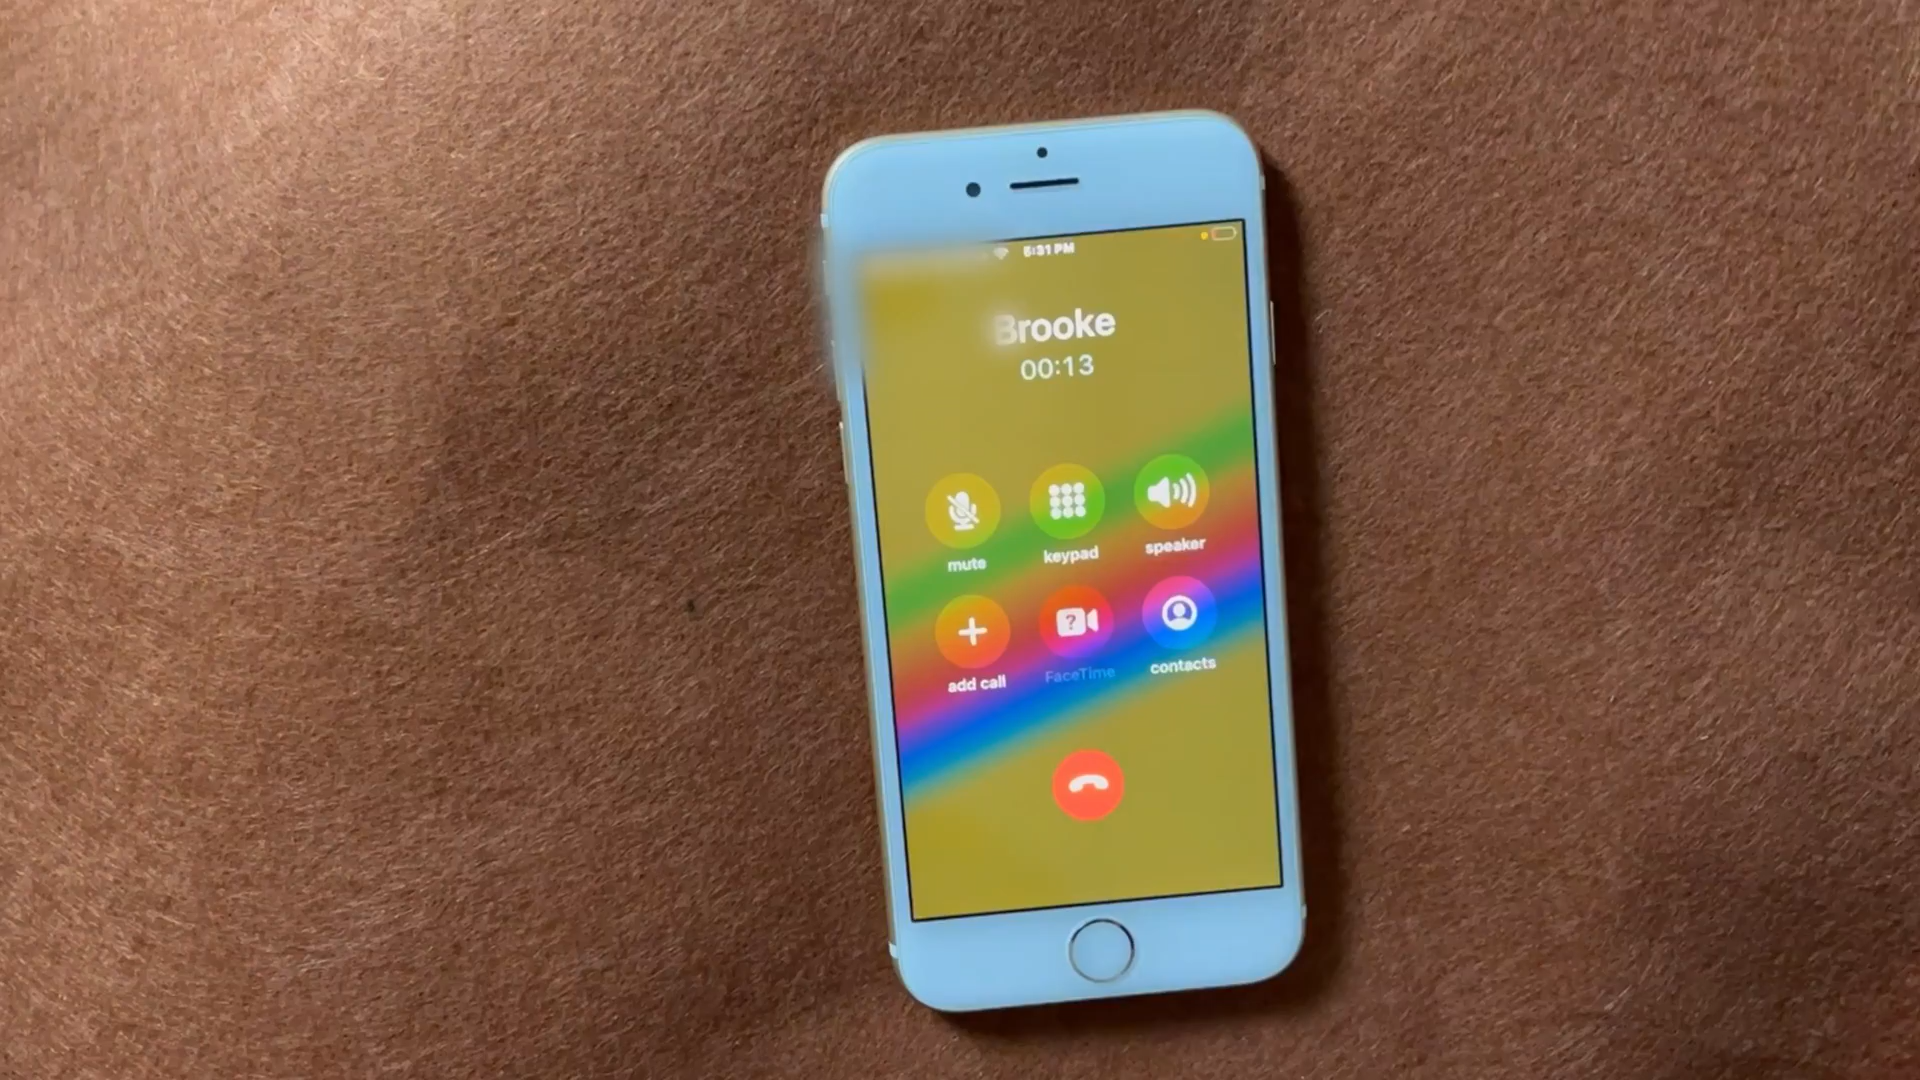 5:31 PM
Brooke
00:13
mute
keypad
speaker
add call
FaceTime
contacts